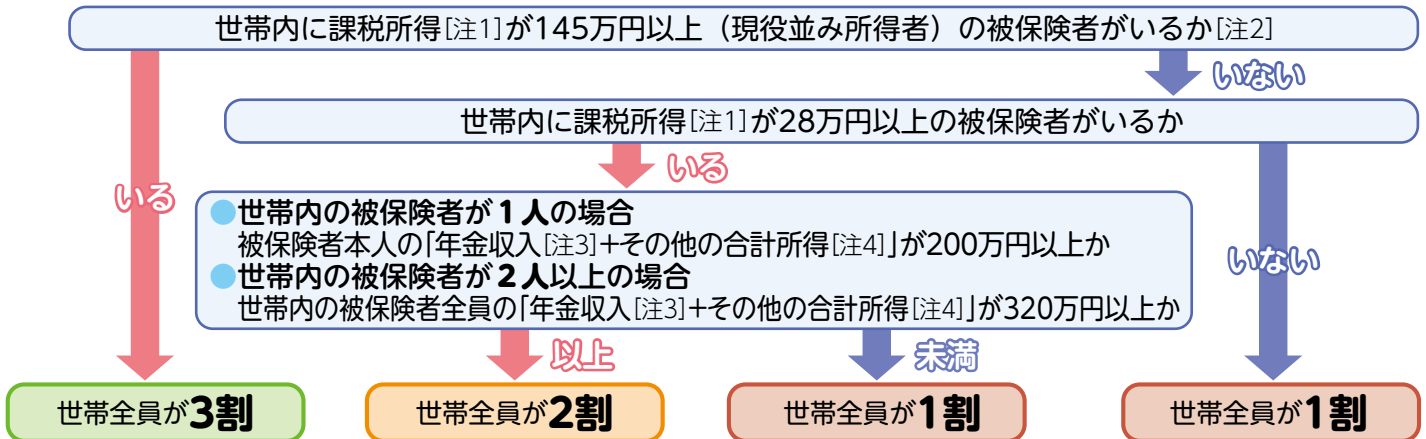 世帯内に課税所得[注1]が145万円以上（現役並み所得者）の被保険者がいるか[注2]
いない
世帯内に課税所得[注1]が28万円以上の被保険者がいるか
いる
いる
●世帯内の被保険者が1人の場合
被保険者本人の「年金収入[注3]＋その他の合計所得[注4]」が200万円以上か
●世帯内の被保険者が2人以上の場合
世帯内の被保険者全員の「年金収入[注3]＋その他の合計所得[注4]」が320万円以上か
いない
以上
未満
世帯全員が3割
世帯全員が2割
世帯全員が1割
世帯全員が1割